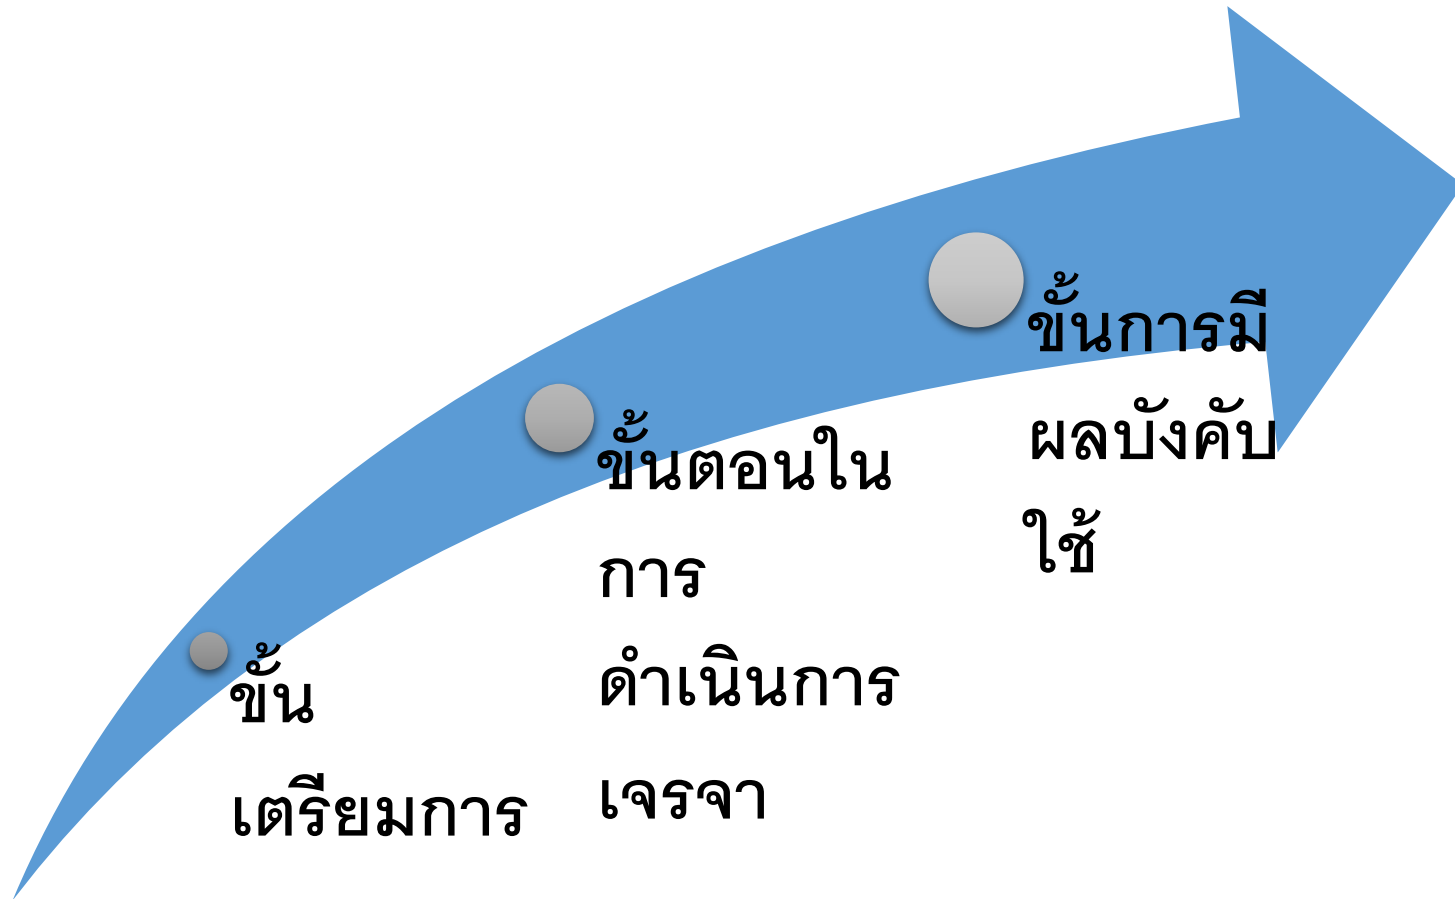 ขั้น
เตรียมการ
ขั้นตอนใน
การ
ดำเนินการ
เจรจา
ขั้นการมี
ผลบังคับ
ใช้